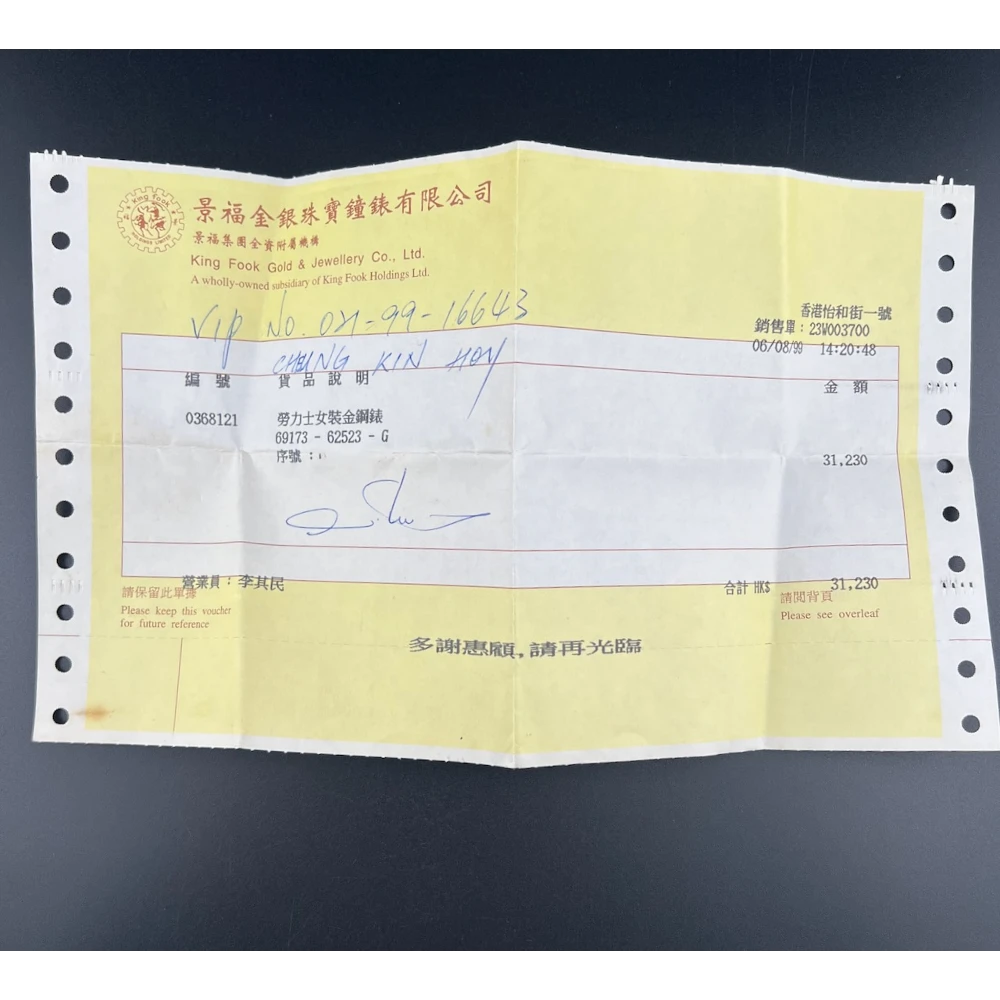 King Fook
HOLDINGS LIMITED
景福金銀珠寶鐘錶有限公司
景福集團全資附屬機構
King Fook Gold & Jewellery Co., Ltd.
A wholly-owned subsidiary of King Fook Holdings Ltd.
VIP No. 021-99-16643
CHEUNG KIN HOY
香港怡和街一號
銷售單：23W003700
06/08/99 14:20:48
編號 貨品說明 金額
0368121 勞力士女裝金鋼錶
69173 - 62523 - G
序號： 31,230
營業員：李其民 合計 HK$ 31,230
請保留此單據
Please keep this voucher
for future reference
請閱背頁
Please see overleaf
多謝惠顧，請再光臨